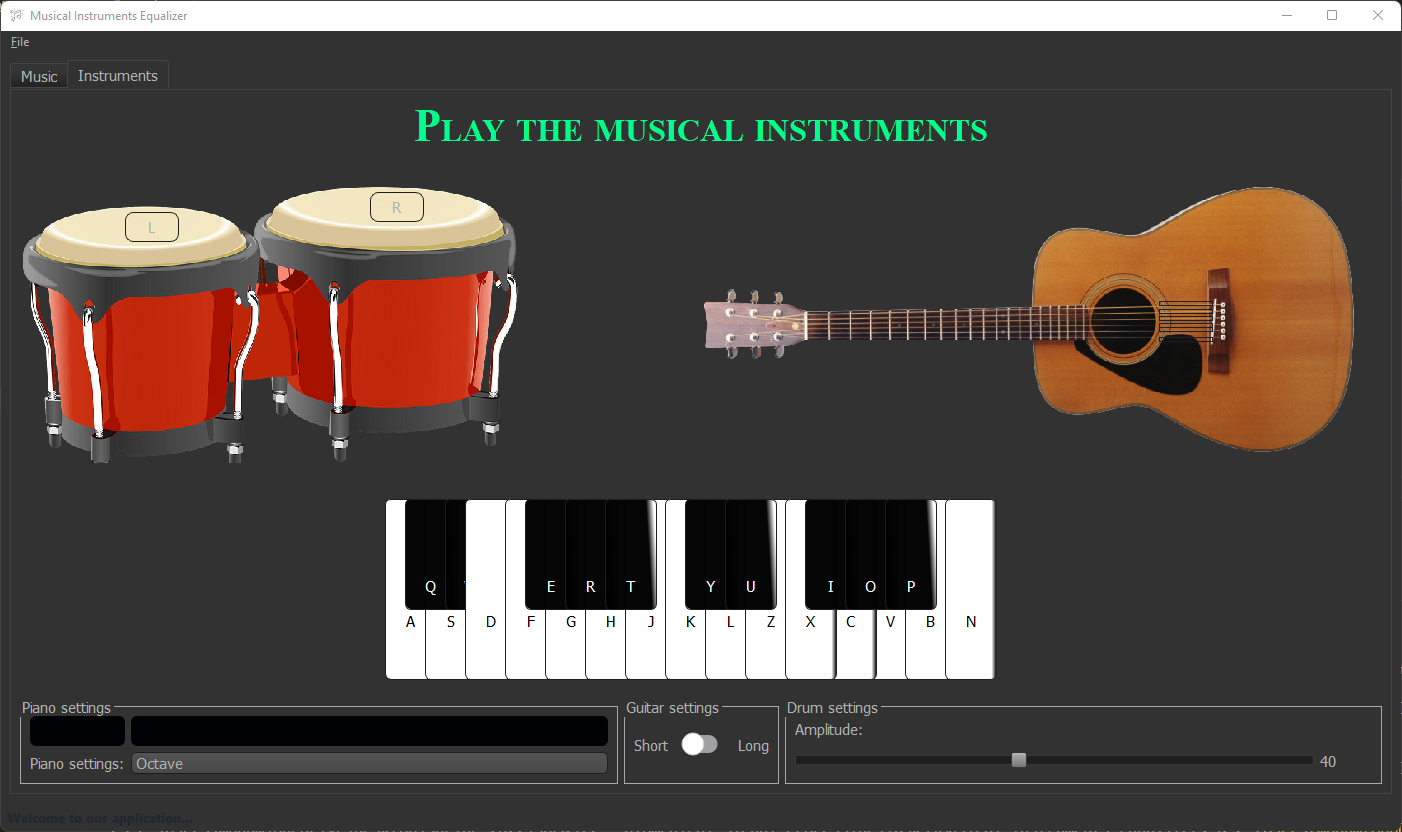 Musical Instruments Equalizer
File
Music Instruments
PLAY THE MUSICAL INSTRUMENTS
L
R
Q E R T Y U I O P
A S D F G H J K L Z X C V B N
Piano settings
Piano settings: Octave
Guitar settings
Short Long
Drum settings
Amplitude:
40
Welcome to our application...